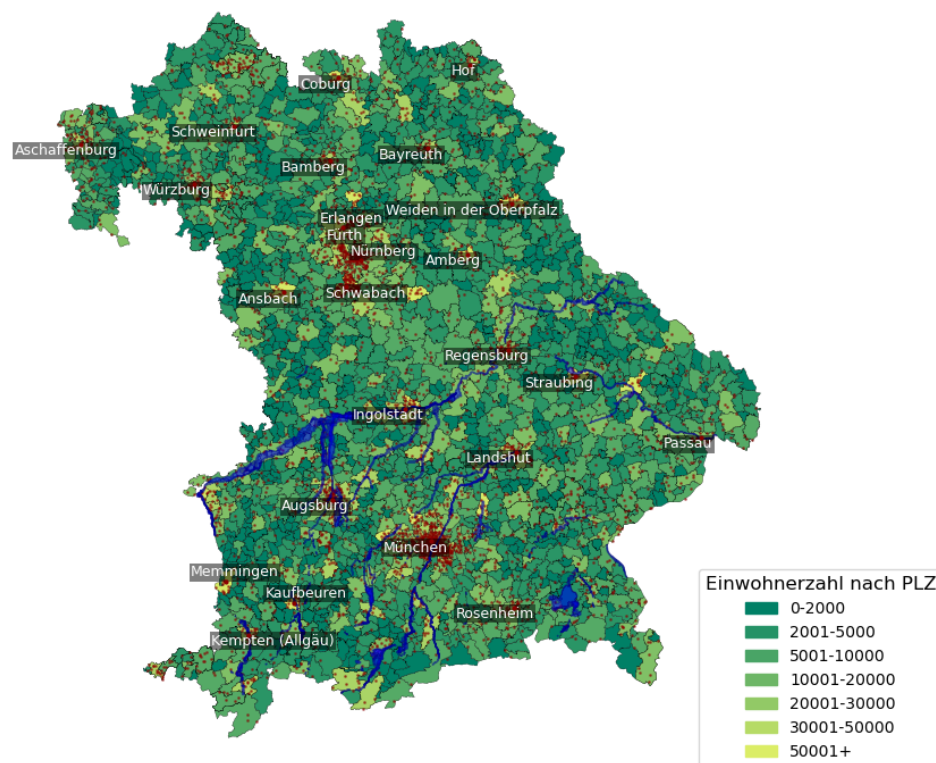 Hof
Coburg
Schweinfurt
Aschaffenburg
Bayreuth
Bamberg
Würzburg
Weiden in der Oberpfalz
Erlangen
Fürth
Nürnberg
Amberg
Schwabach
Ansbach
Regensburg
Straubing
Ingolstadt
Passau
Landshut
Augsburg
München
Memmingen
Kaufbeuren
Rosenheim
Kempten (Allgäu)
Einwohnerzahl nach PLZ
0-2000
2001-5000
5001-10000
10001-20000
20001-30000
30001-50000
50001+